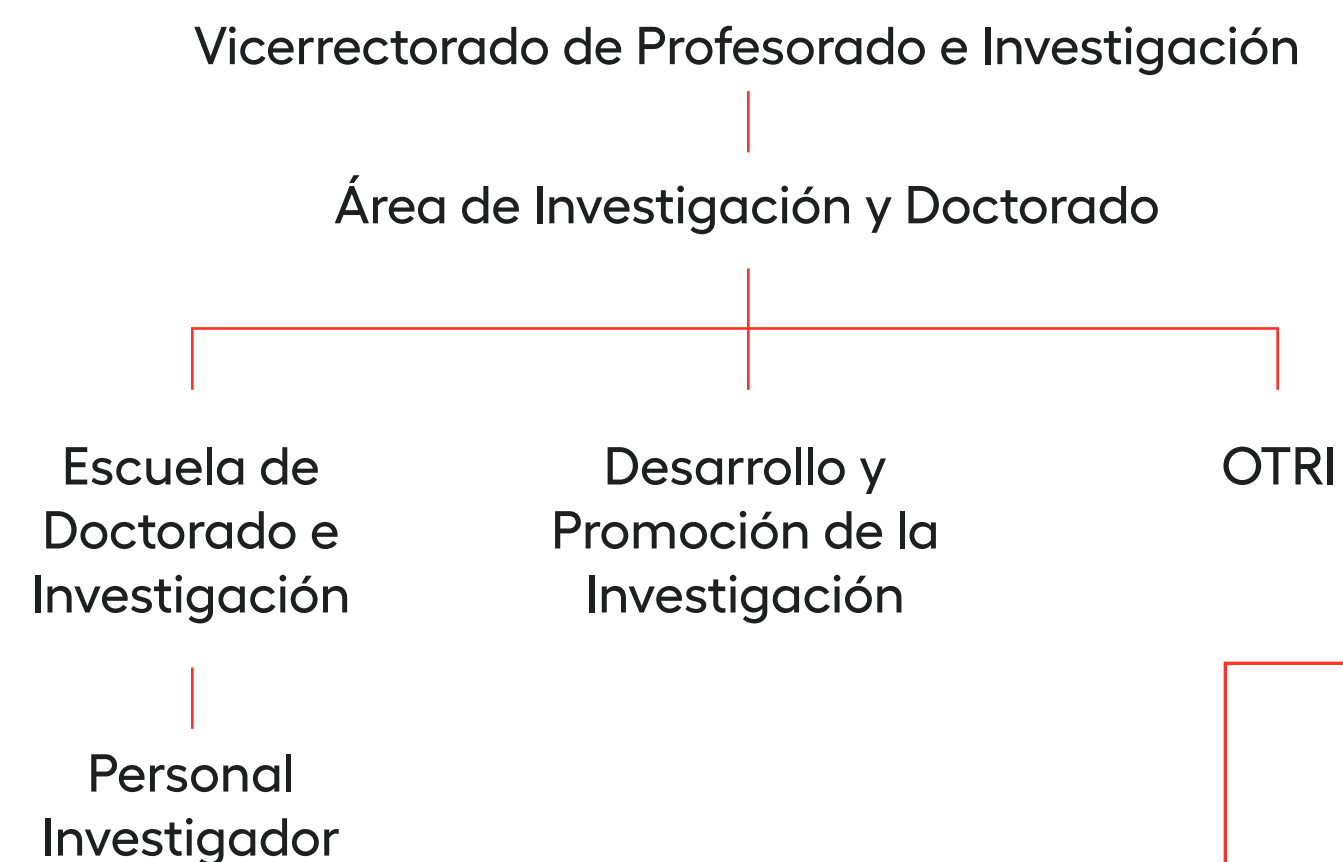 Vicerrectorado de Profesorado e Investigación
Área de Investigación y Doctorado
Escuela de
Doctorado e
Investigación
Desarrollo y
Promoción de la
Investigación
OTRI
Personal
Investigador